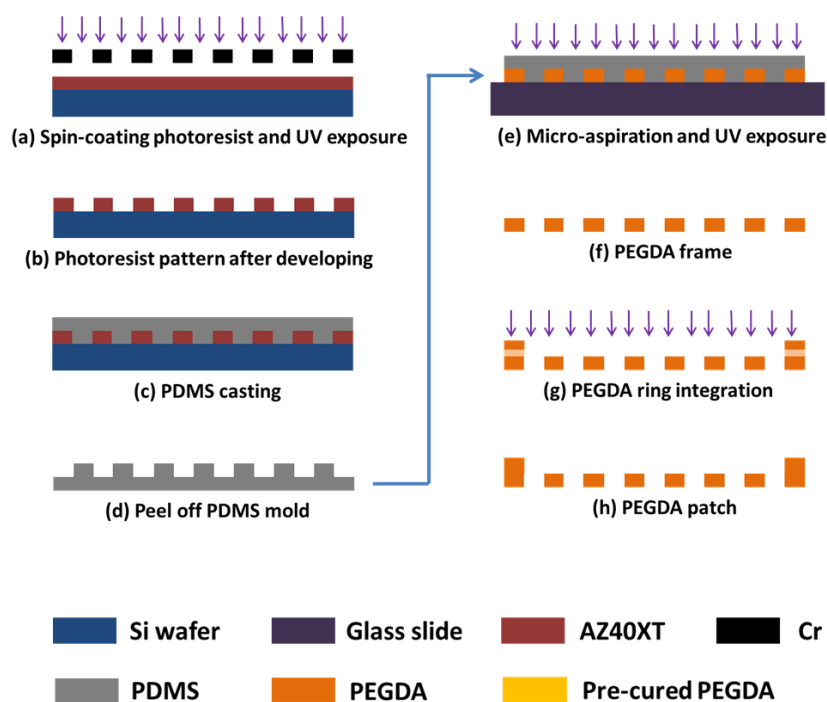 (a) Spin-coating photoresist and UV exposure
(b) Photoresist pattern after developing
(c) PDMS casting
(d) Peel off PDMS mold
(e) Micro-aspiration and UV exposure
(f) PEGDA frame
(g) PEGDA ring integration
(h) PEGDA patch
Si wafer
Glass slide
AZ40XT
Cr
PDMS
PEGDA
Pre-cured PEGDA